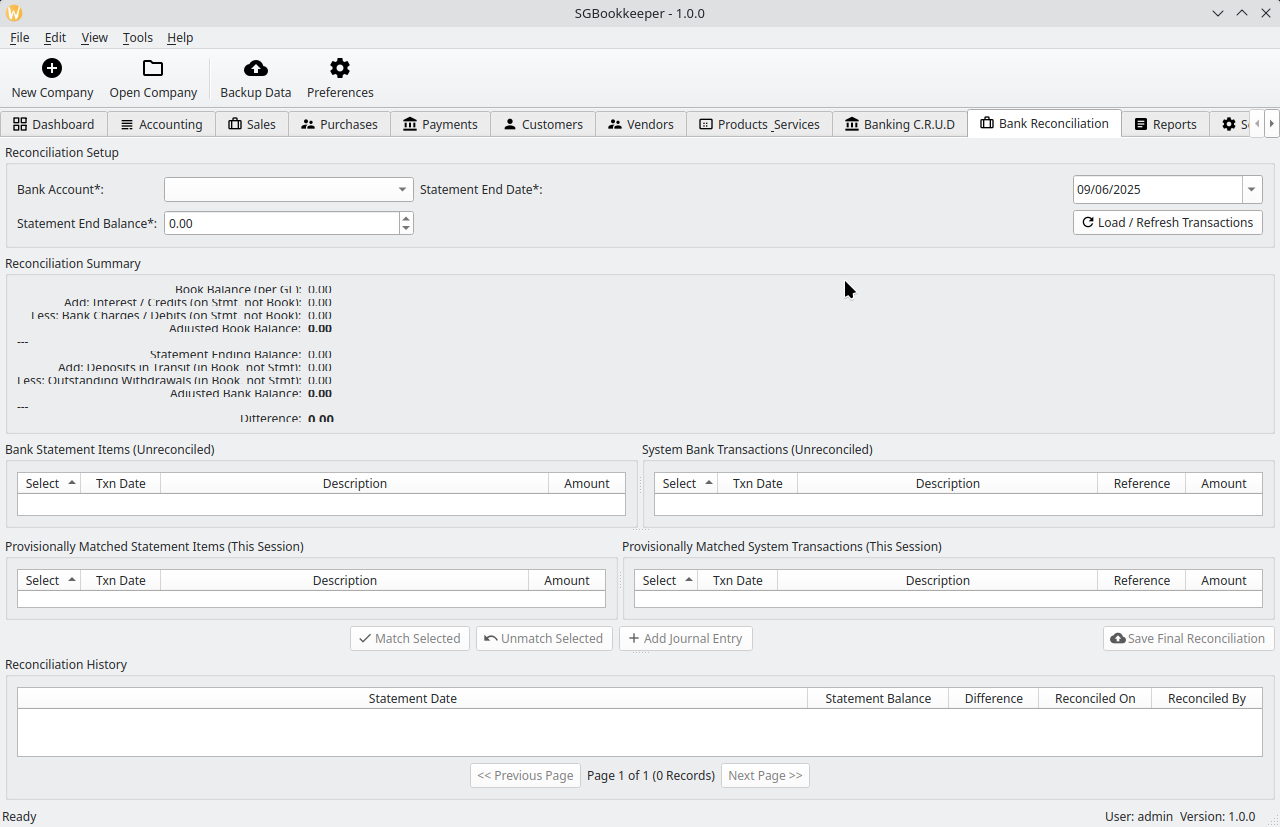 SGBookkeeper - 1.0.0
File Edit View Tools Help
New Company Open Company Backup Data Preferences
Dashboard Accounting Sales Purchases Payments Customers Vendors Products _Services Banking C.R.U.D Bank Reconciliation Reports
Reconciliation Setup
Bank Account*: Statement End Date*: 09/06/2025
Statement End Balance*: 0.00 Load / Refresh Transactions
Reconciliation Summary
Book Balance (per GL): 0.00
Add: Interest / Credits (on Stmt, not Book): 0.00
Less: Bank Charges / Debits (on Stmt, not Book): 0.00
Adjusted Book Balance: 0.00
---
Statement Ending Balance: 0.00
Add: Deposits in Transit (in Book, not Stmt): 0.00
Less: Outstanding Withdrawals (in Book, not Stmt): 0.00
Adjusted Bank Balance: 0.00
---
Difference: 0.00
Bank Statement Items (Unreconciled) System Bank Transactions (Unreconciled)
Select Txn Date Description Amount Select Txn Date Description Reference Amount
Provisionally Matched Statement Items (This Session) Provisionally Matched System Transactions (This Session)
Select Txn Date Description Amount Select Txn Date Description Reference Amount
Match Selected Unmatch Selected Add Journal Entry Save Final Reconciliation
Reconciliation History
Statement Date Statement Balance Difference Reconciled On Reconciled By
<< Previous Page Page 1 of 1 (0 Records) Next Page >>
Ready User: admin Version: 1.0.0